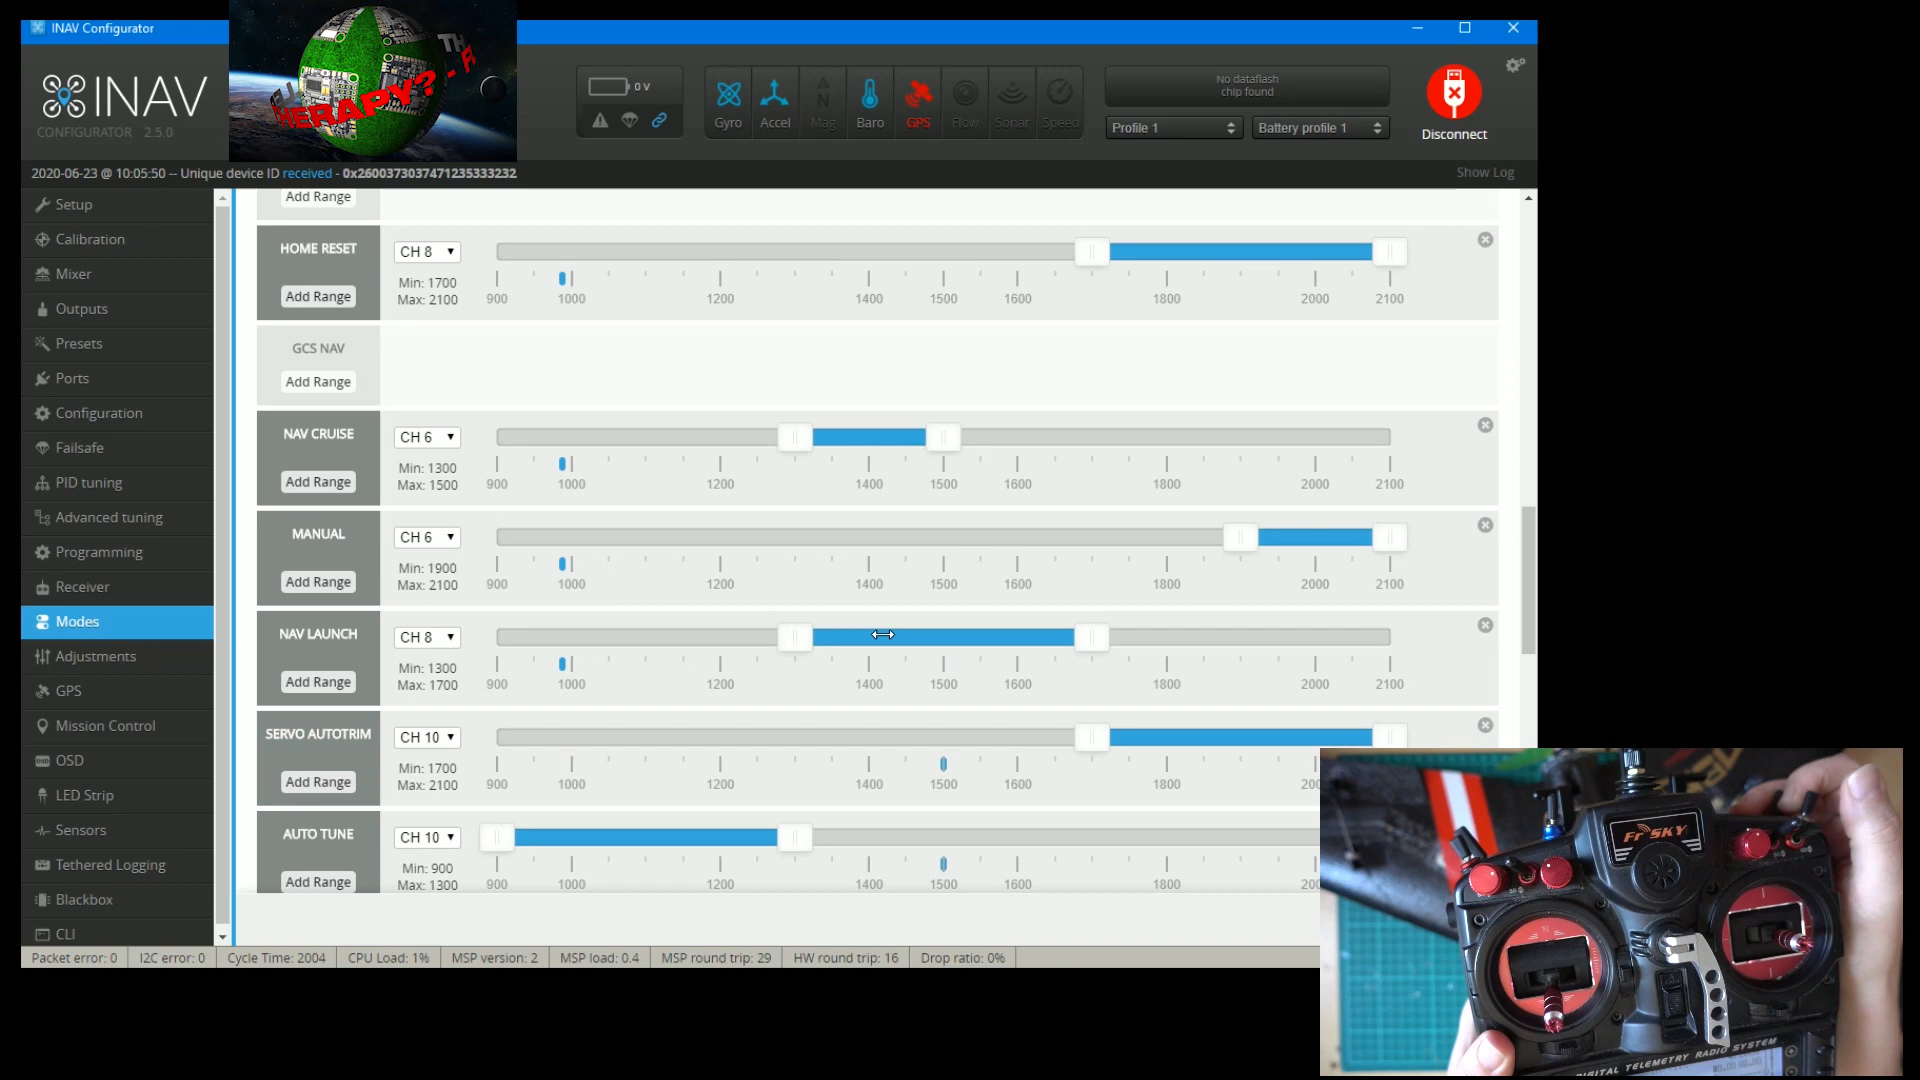 INAV Configurator
INAV
CONFIGURATOR 2.5.0
THERAPY?
0 V
Gyro
Accel
Mag
Baro
GPS
Flow
Sonar
Speed
No dataflash
chip found
Profile 1
Battery profile 1
Disconnect
2020-06-23 @ 10:05:50 -- Unique device ID received - 0x2600373037471235333232
Show Log
Setup
Calibration
Mixer
Outputs
Presets
Ports
Configuration
Failsafe
PID tuning
Advanced tuning
Programming
Receiver
Modes
Adjustments
GPS
Mission Control
OSD
LED Strip
Sensors
Tethered Logging
Blackbox
CLI
Add Range
HOME RESET
Add Range
CH 8
Min: 1700
Max: 2100
900 1000 1200 1400 1500 1600 1800 2000 2100
GCS NAV
Add Range
NAV CRUISE
Add Range
CH 6
Min: 1300
Max: 1500
900 1000 1200 1400 1500 1600 1800 2000 2100
MANUAL
Add Range
CH 6
Min: 1900
Max: 2100
900 1000 1200 1400 1500 1600 1800 2000 2100
NAV LAUNCH
Add Range
CH 8
Min: 1300
Max: 1700
900 1000 1200 1400 1500 1600 1800 2000 2100
SERVO AUTOTRIM
Add Range
CH 10
Min: 1700
Max: 2100
900 1000 1200 1400 1500 1600 1800 200
AUTO TUNE
Add Range
CH 10
Min: 900
Max: 1300
900 1000 1200 1400 1500 1600 1800 200
Packet error: 0
I2C error: 0
Cycle Time: 2004
CPU Load: 1%
MSP version: 2
MSP load: 0.4
MSP round trip: 29
HW round trip: 16
Drop ratio: 0%
FrSKY
DIGITAL TELEMETRY RADIO SYSTEM